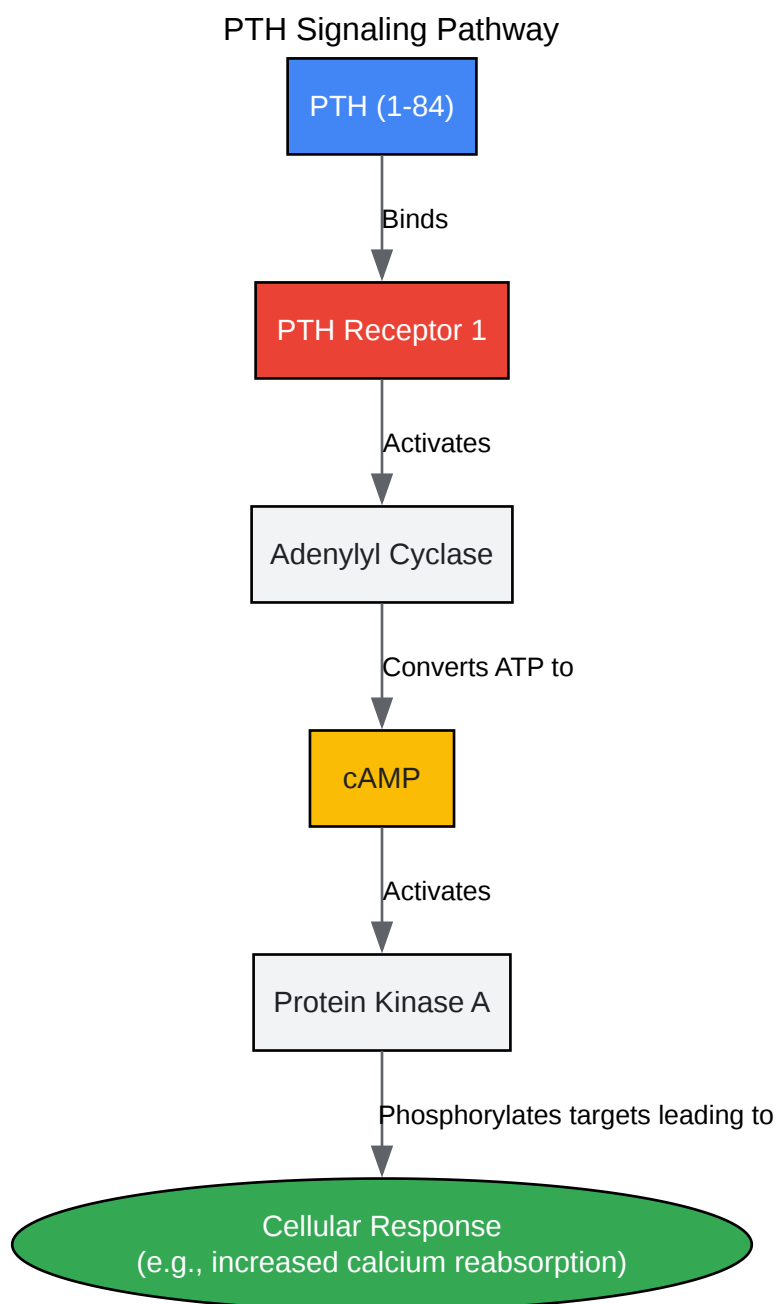 PTH Signaling Pathway
PTH (1-84)
Binds
PTH Receptor 1
Activates
Adenylyl Cyclase
Converts ATP to
cAMP
Activates
Protein Kinase A
Phosphorylates targets leading to
Cellular Response
(e.g., increased calcium reabsorption)